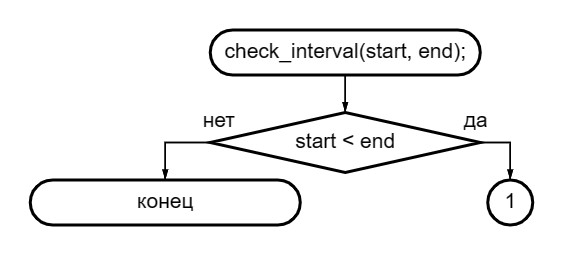 check_interval(start, end);
нет
да
start < end
конец
1